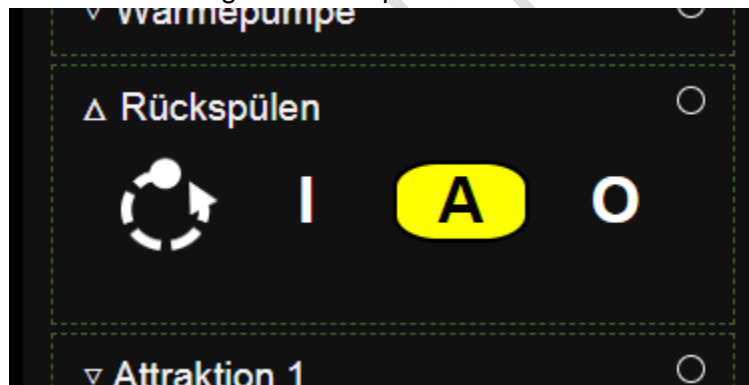 ▿ Wärmepumpe
▵ Rückspülen
I A O
▿ Attraktion 1